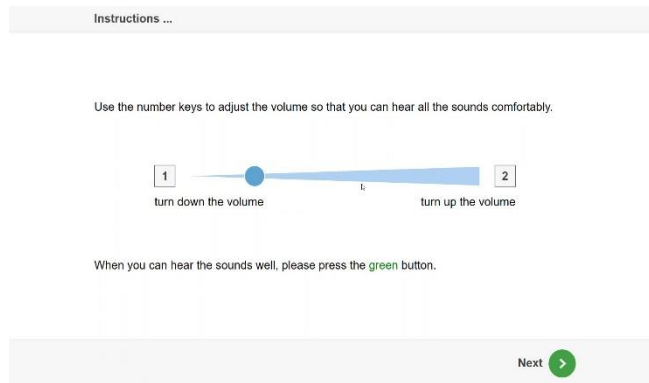 Instructions ...
Use the number keys to adjust the volume so that you can hear all the sounds comfortably.
1
2
turn down the volume
turn up the volume
When you can hear the sounds well, please press the green button.
Next